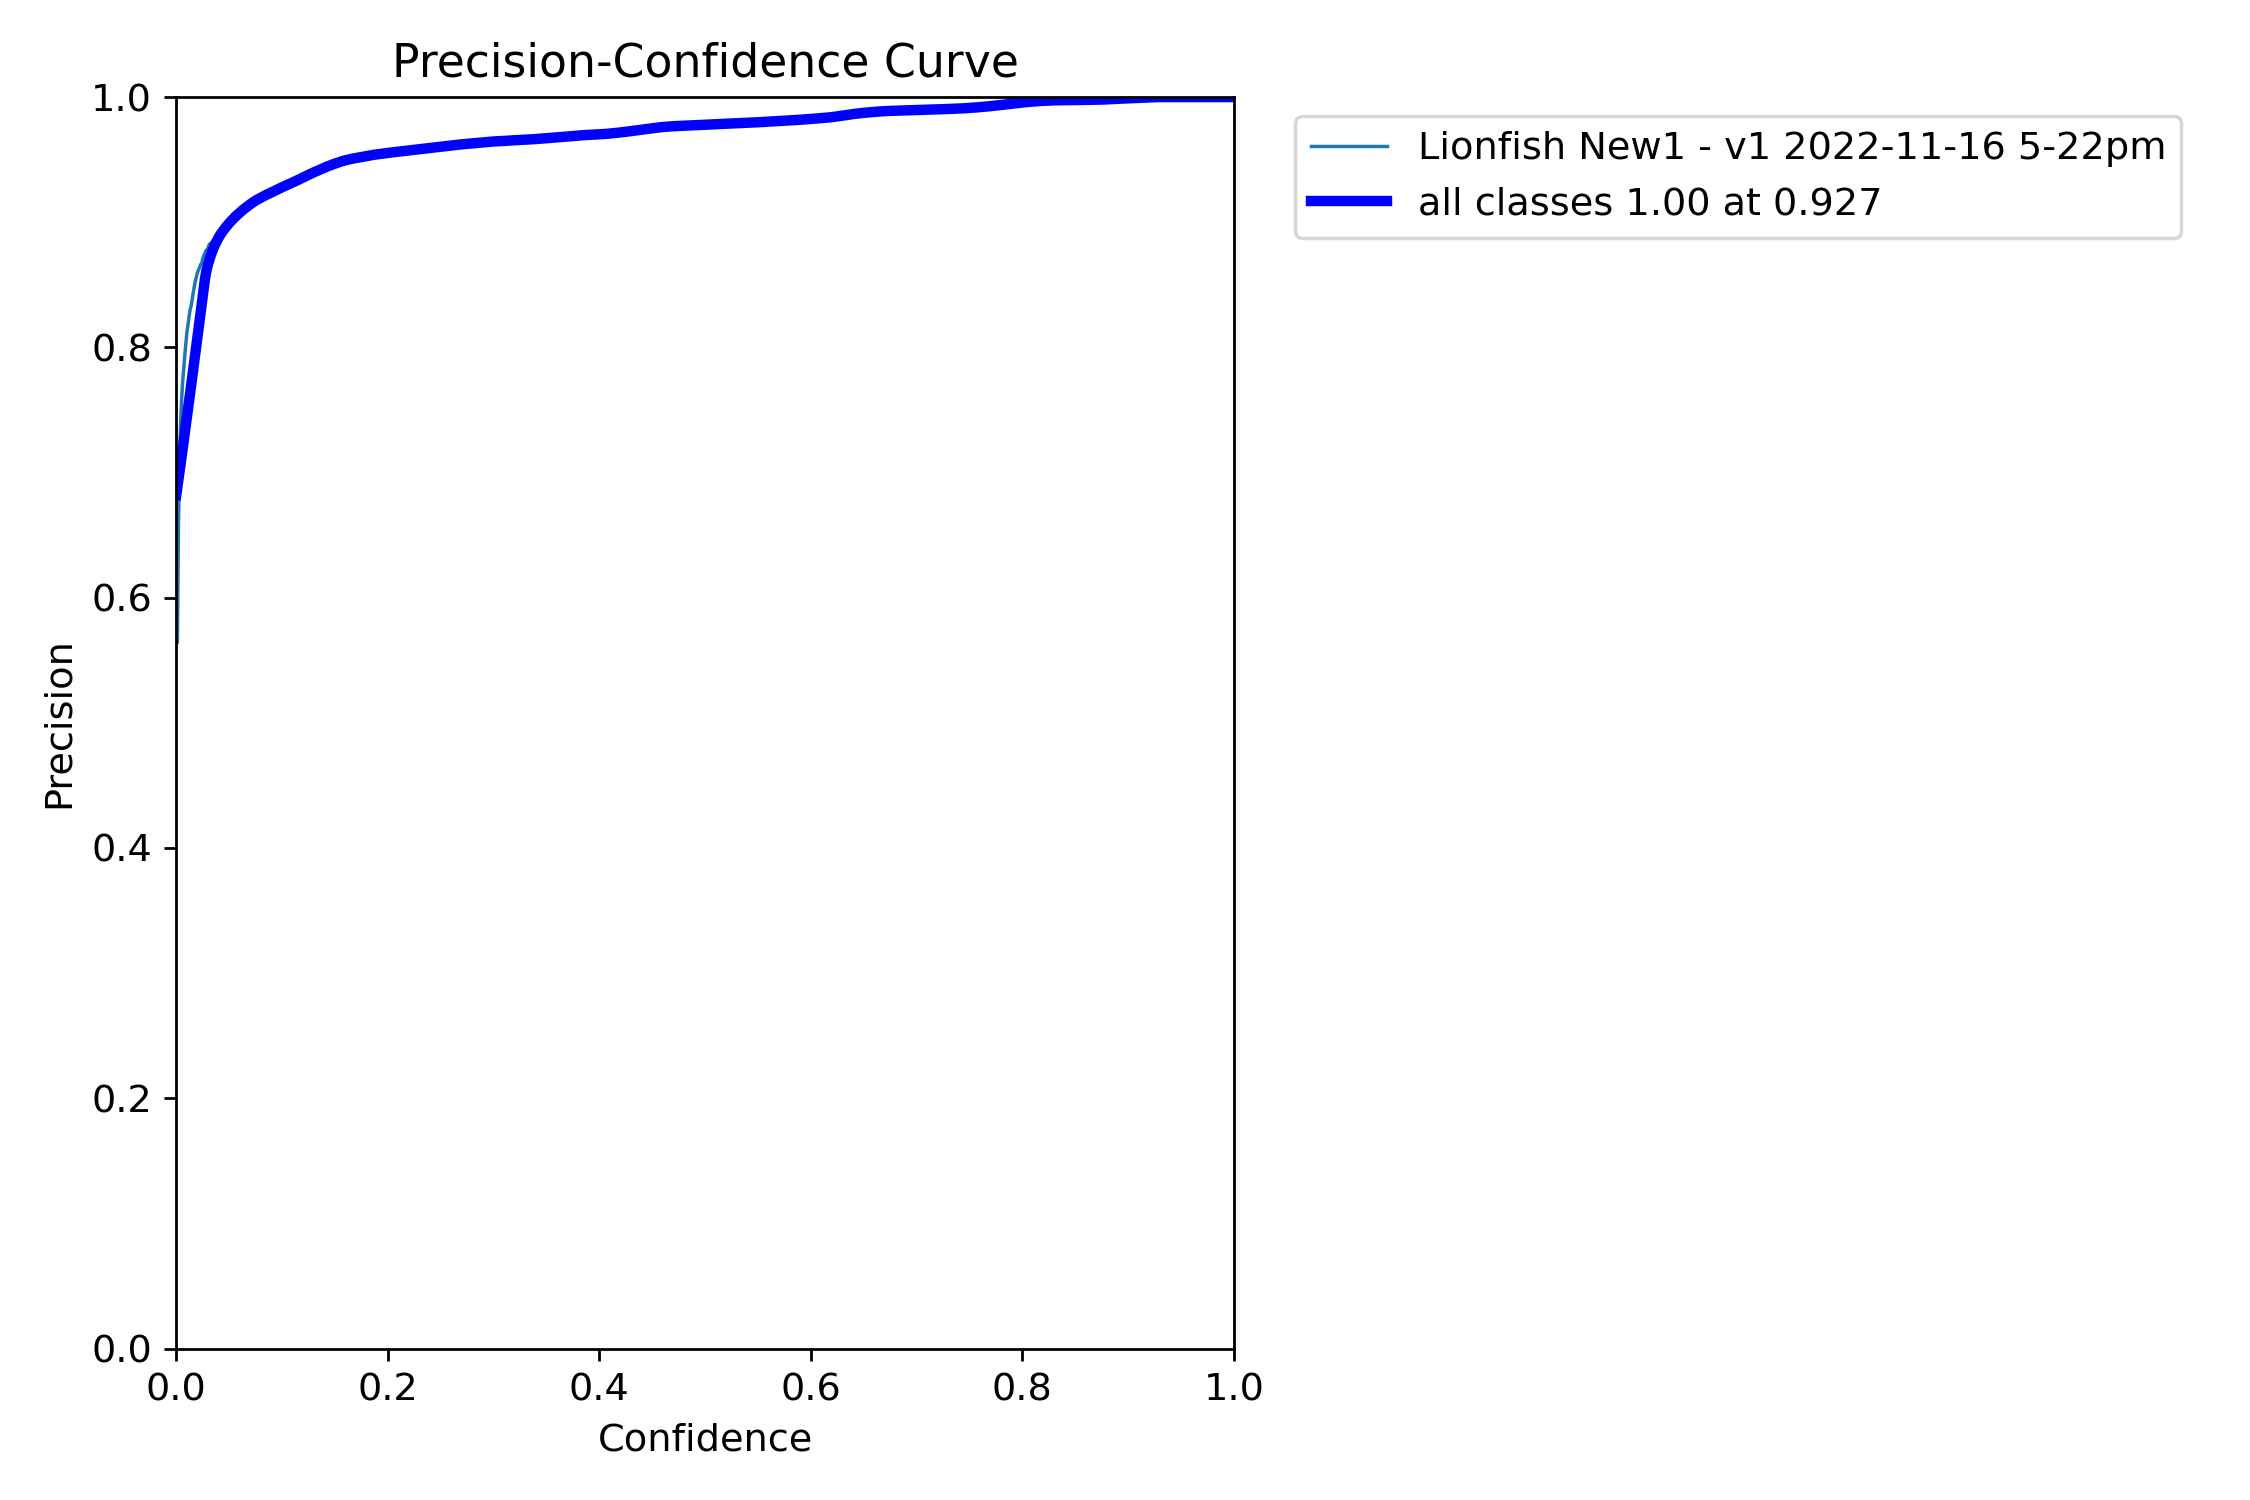 Precision-Confidence Curve
1.0
0.8
0.6
0.4
0.2
0.0
Precision
0.0 0.2 0.4 0.6 0.8 1.0
Confidence
Lionfish New1 - v1 2022-11-16 5-22pm
all classes 1.00 at 0.927